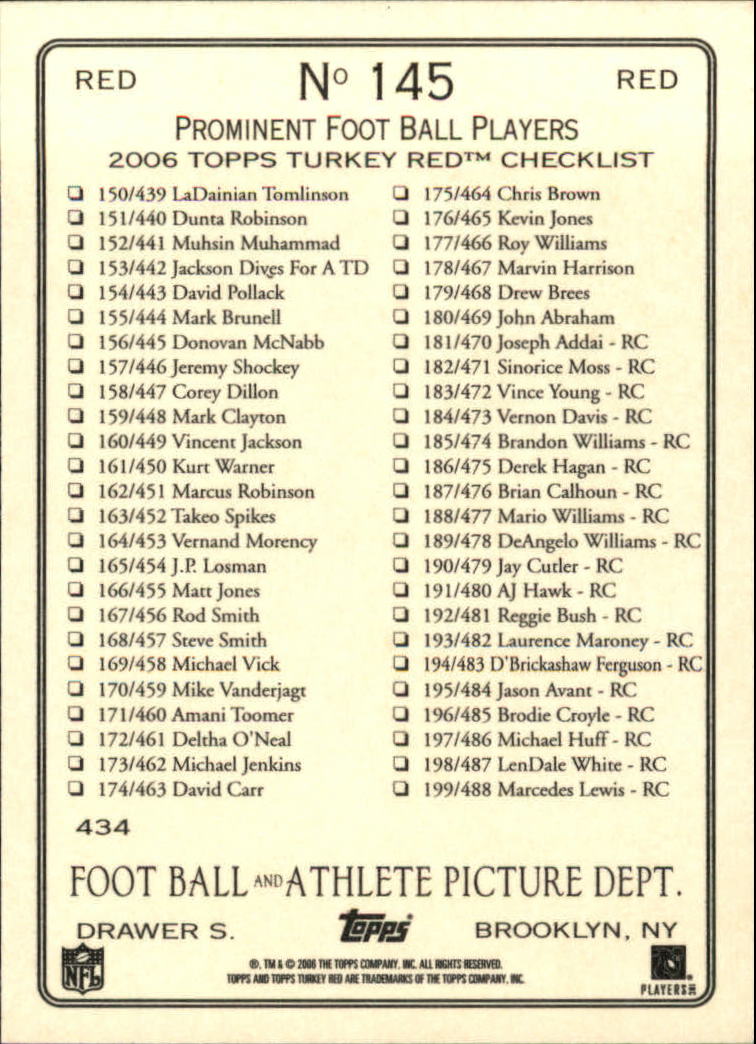 RED Nº 145 RED
PROMINENT FOOT BALL PLAYERS
2006 TOPPS TURKEY RED™ CHECKLIST
❏ 150/439 LaDainian Tomlinson
❏ 151/440 Dunta Robinson
❏ 152/441 Muhsin Muhammad
❏ 153/442 Jackson Dives For A TD
❏ 154/443 David Pollack
❏ 155/444 Mark Brunell
❏ 156/445 Donovan McNabb
❏ 157/446 Jeremy Shockey
❏ 158/447 Corey Dillon
❏ 159/448 Mark Clayton
❏ 160/449 Vincent Jackson
❏ 161/450 Kurt Warner
❏ 162/451 Marcus Robinson
❏ 163/452 Takeo Spikes
❏ 164/453 Vernand Morency
❏ 165/454 J.P. Losman
❏ 166/455 Matt Jones
❏ 167/456 Rod Smith
❏ 168/457 Steve Smith
❏ 169/458 Michael Vick
❏ 170/459 Mike Vanderjagt
❏ 171/460 Amani Toomer
❏ 172/461 Deltha O'Neal
❏ 173/462 Michael Jenkins
❏ 174/463 David Carr
❏ 175/464 Chris Brown
❏ 176/465 Kevin Jones
❏ 177/466 Roy Williams
❏ 178/467 Marvin Harrison
❏ 179/468 Drew Brees
❏ 180/469 John Abraham
❏ 181/470 Joseph Addai - RC
❏ 182/471 Sinorice Moss - RC
❏ 183/472 Vince Young - RC
❏ 184/473 Vernon Davis - RC
❏ 185/474 Brandon Williams - RC
❏ 186/475 Derek Hagan - RC
❏ 187/476 Brian Calhoun - RC
❏ 188/477 Mario Williams - RC
❏ 189/478 DeAngelo Williams - RC
❏ 190/479 Jay Cutler - RC
❏ 191/480 AJ Hawk - RC
❏ 192/481 Reggie Bush - RC
❏ 193/482 Laurence Maroney - RC
❏ 194/483 D'Brickashaw Ferguson - RC
❏ 195/484 Jason Avant - RC
❏ 196/485 Brodie Croyle - RC
❏ 197/486 Michael Huff - RC
❏ 198/487 LenDale White - RC
❏ 199/488 Marcedes Lewis - RC
434
FOOT BALL AND ATHLETE PICTURE DEPT.
DRAWER S. topps BROOKLYN, NY
NFL
®, TM & © 2006 THE TOPPS COMPANY, INC. ALL RIGHTS RESERVED.
TOPPS AND TOPPS TURKEY RED ARE TRADEMARKS OF THE TOPPS COMPANY, INC.
PLAYERS INC